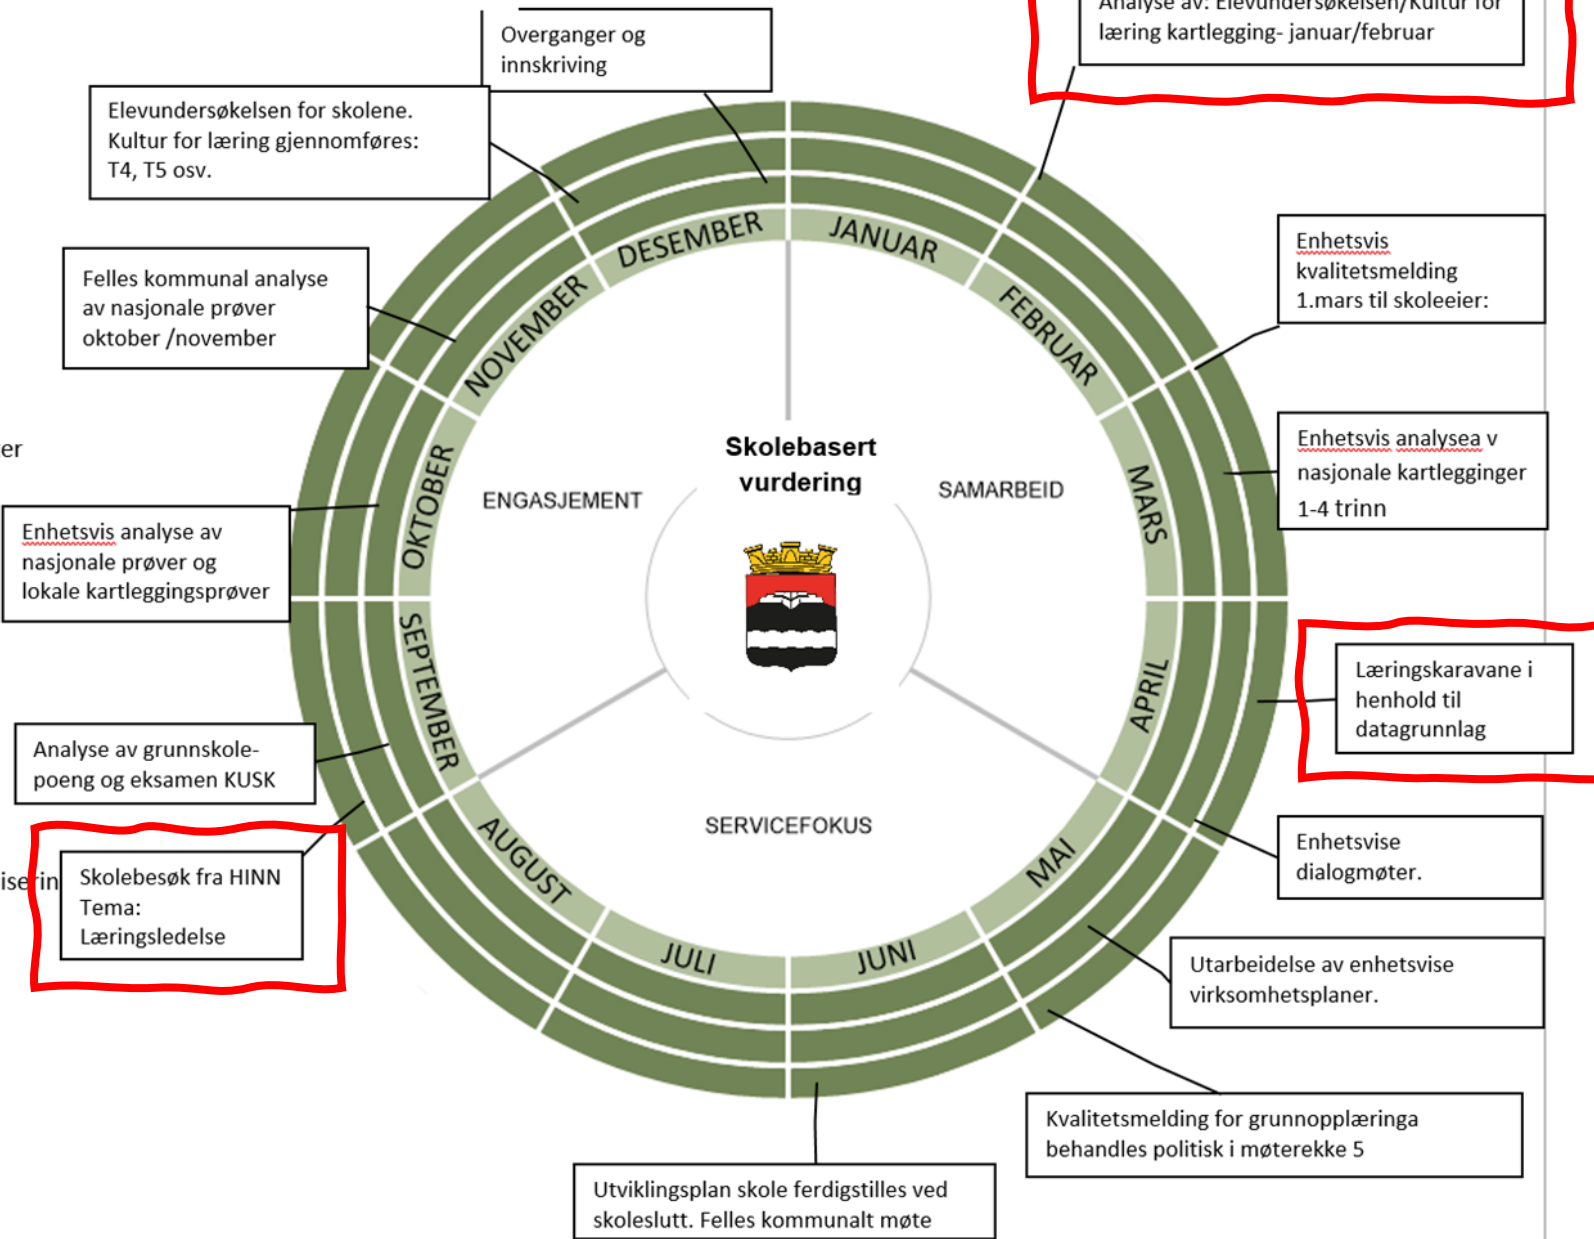 Analyse av: Elevundersøkelsen/Kultur for
læring kartlegging- januar/februar
Overganger og
innskriving
Elevundersøkelsen for skolene.
Kultur for læring gjennomføres:
T4, T5 osv.
Enhetsvis
kvalitetsmelding
1.mars til skoleeier:
Felles kommunal analyse
av nasjonale prøver
oktober /november
Enhetsvis analysea v
nasjonale kartlegginger
1-4 trinn
er
Enhetsvis analyse av
nasjonale prøver og
lokale kartleggingsprøver
Læringskaravane i
henhold til
datagrunnlag
Analyse av grunnskole-
poeng og eksamen KUSK
Enhetsvise
dialogmøter.
iserin
Skolebesøk fra HINN
Tema:
Læringsledelse
Utarbeidelse av enhetsvise
virksomhetsplaner.
Kvalitetsmelding for grunnopplæringa
behandles politisk i møterekke 5
Utviklingsplan skole ferdigstilles ved
skoleslutt. Felles kommunalt møte
JANUAR
FEBRUAR
MARS
APRIL
MAI
JUNI
JULI
AUGUST
SEPTEMBER
OKTOBER
NOVEMBER
DESEMBER
Skolebasert
vurdering
ENGASJEMENT
SAMARBEID
SERVICEFOKUS